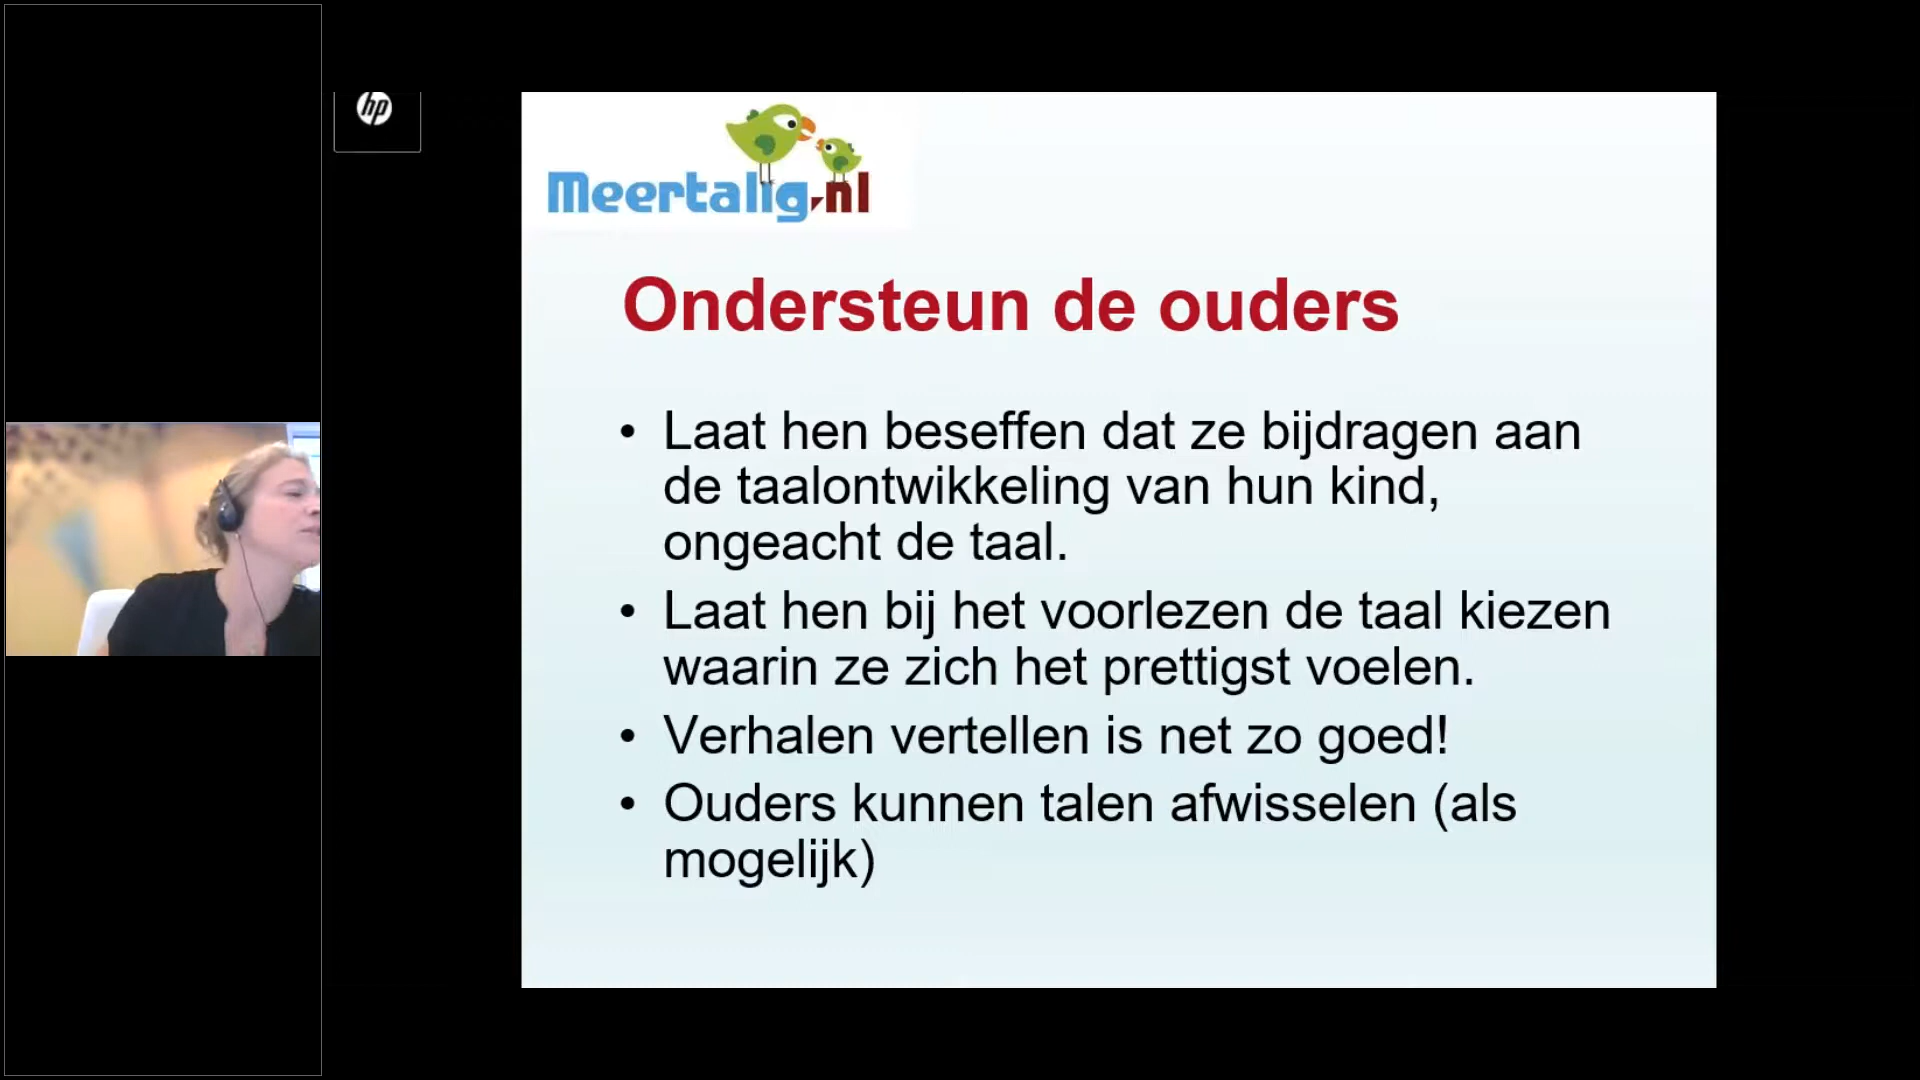 hp
Meertalig.nl
Ondersteun de ouders
• Laat hen beseffen dat ze bijdragen aan
de taalontwikkeling van hun kind,
ongeacht de taal.
• Laat hen bij het voorlezen de taal kiezen
waarin ze zich het prettigst voelen.
• Verhalen vertellen is net zo goed!
• Ouders kunnen talen afwisselen (als
mogelijk)